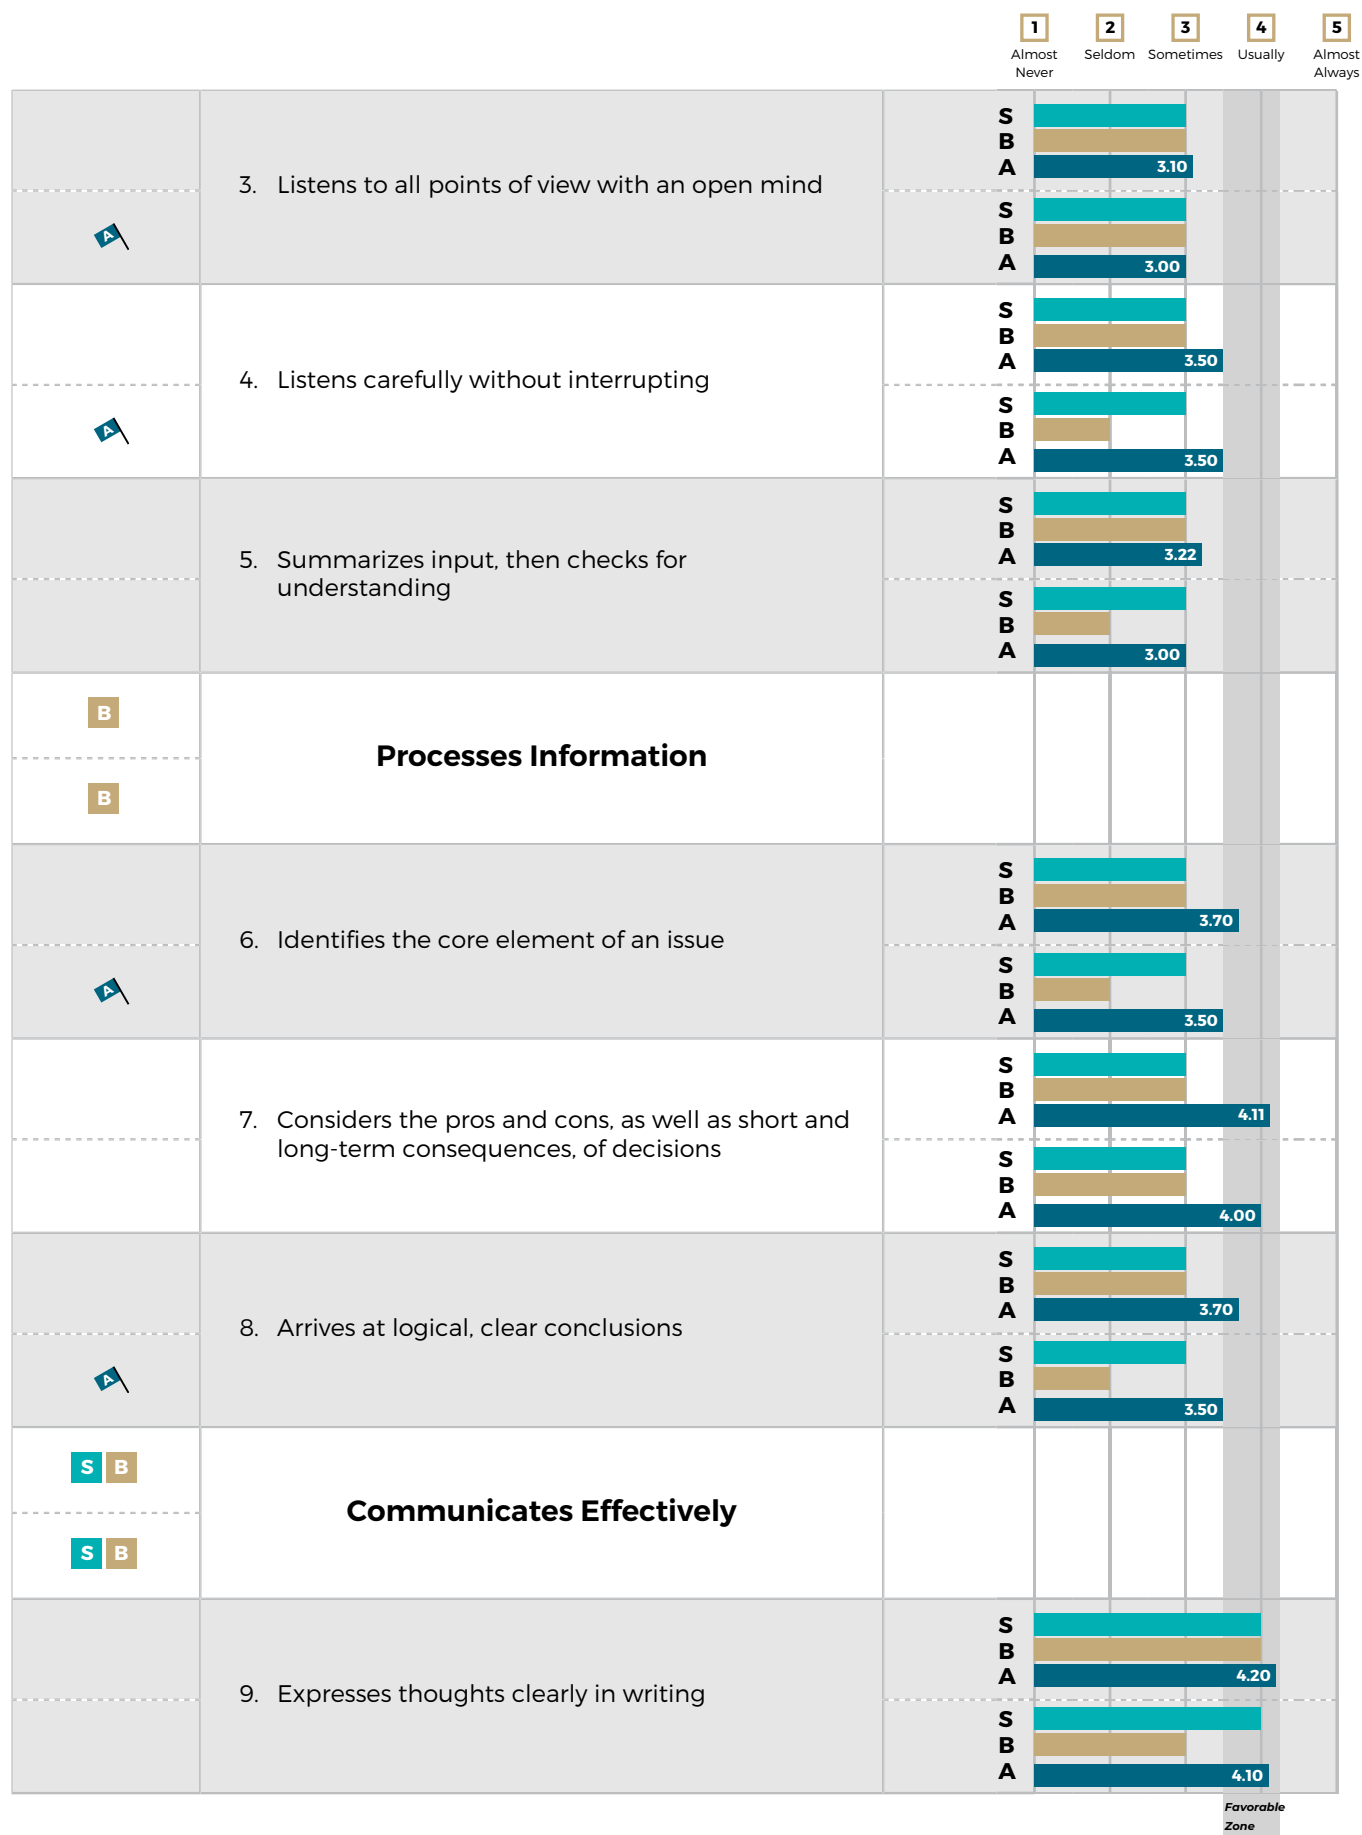 1 2 3 4 5
Almost Never Seldom Sometimes Usually Almost Always
3. Listens to all points of view with an open mind
S
B
A 3.10
A
S
B
A 3.00
4. Listens carefully without interrupting
S
B
A 3.50
A
S
B
A 3.50
5. Summarizes input, then checks for
understanding
S
B
A 3.22
S
B
A 3.00
B
Processes Information
B
6. Identifies the core element of an issue
S
B
A 3.70
A
S
B
A 3.50
7. Considers the pros and cons, as well as short and
long-term consequences, of decisions
S
B
A 4.11
S
B
A 4.00
8. Arrives at logical, clear conclusions
S
B
A 3.70
A
S
B
A 3.50
S B
Communicates Effectively
S B
9. Expresses thoughts clearly in writing
S
B
A 4.20
S
B
A 4.10
Favorable
Zone